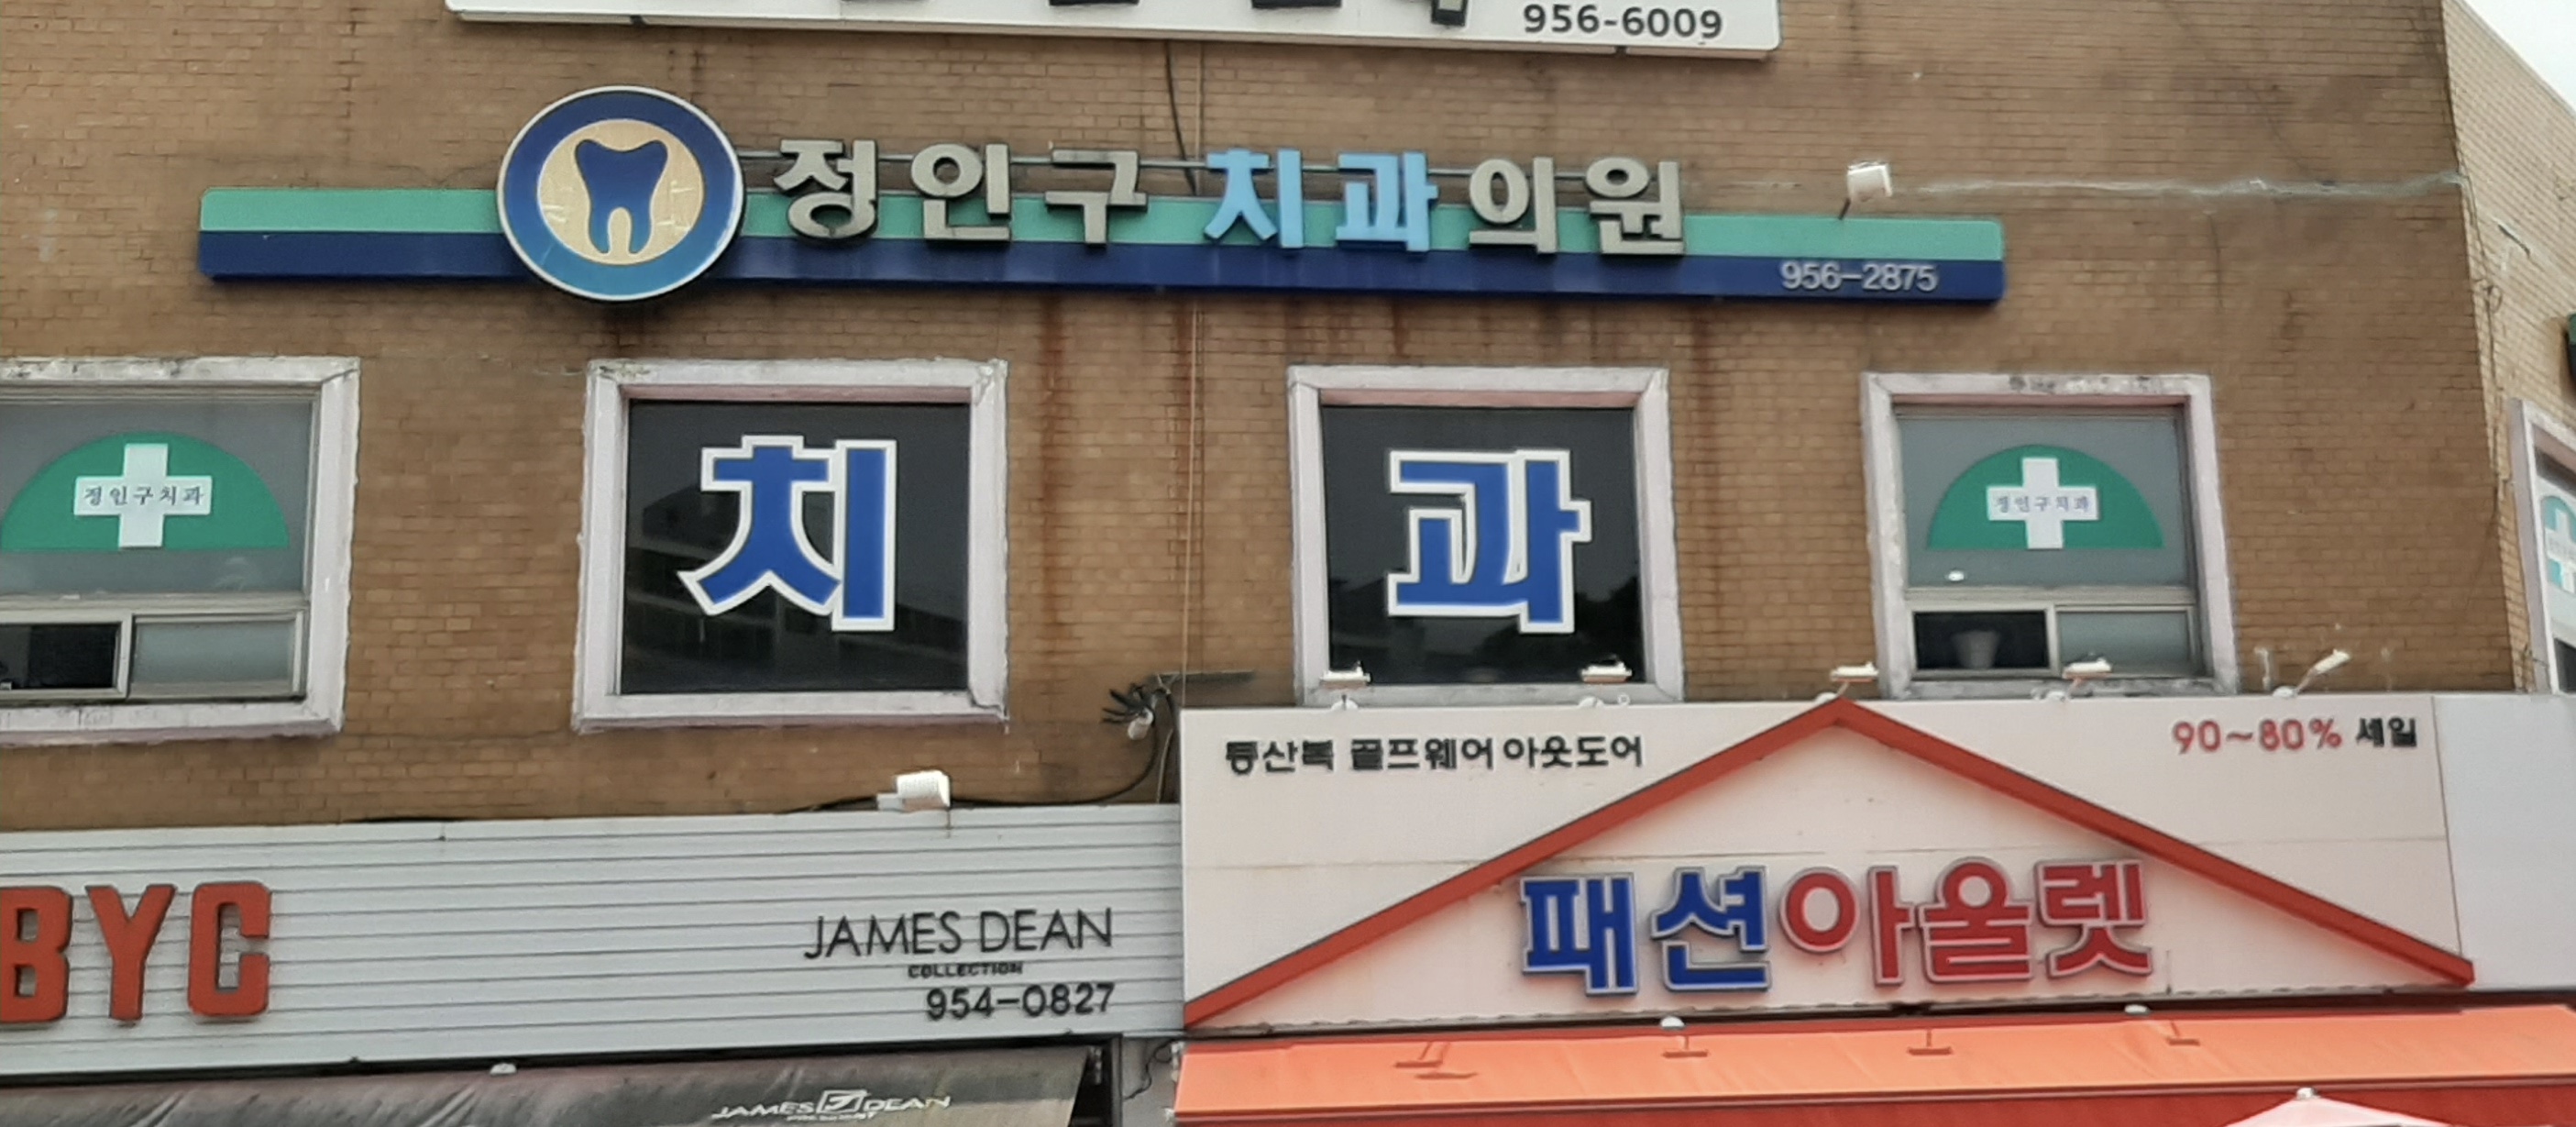 956-6009
정인구치과의원
956-2875
정인구치과
치
과
정인구치과
등산복 골프웨어 아웃도어
90~80% 세일
패션아울렛
BYC
JAMES DEAN
COLLECTION
954-0827
JAMES DEAN